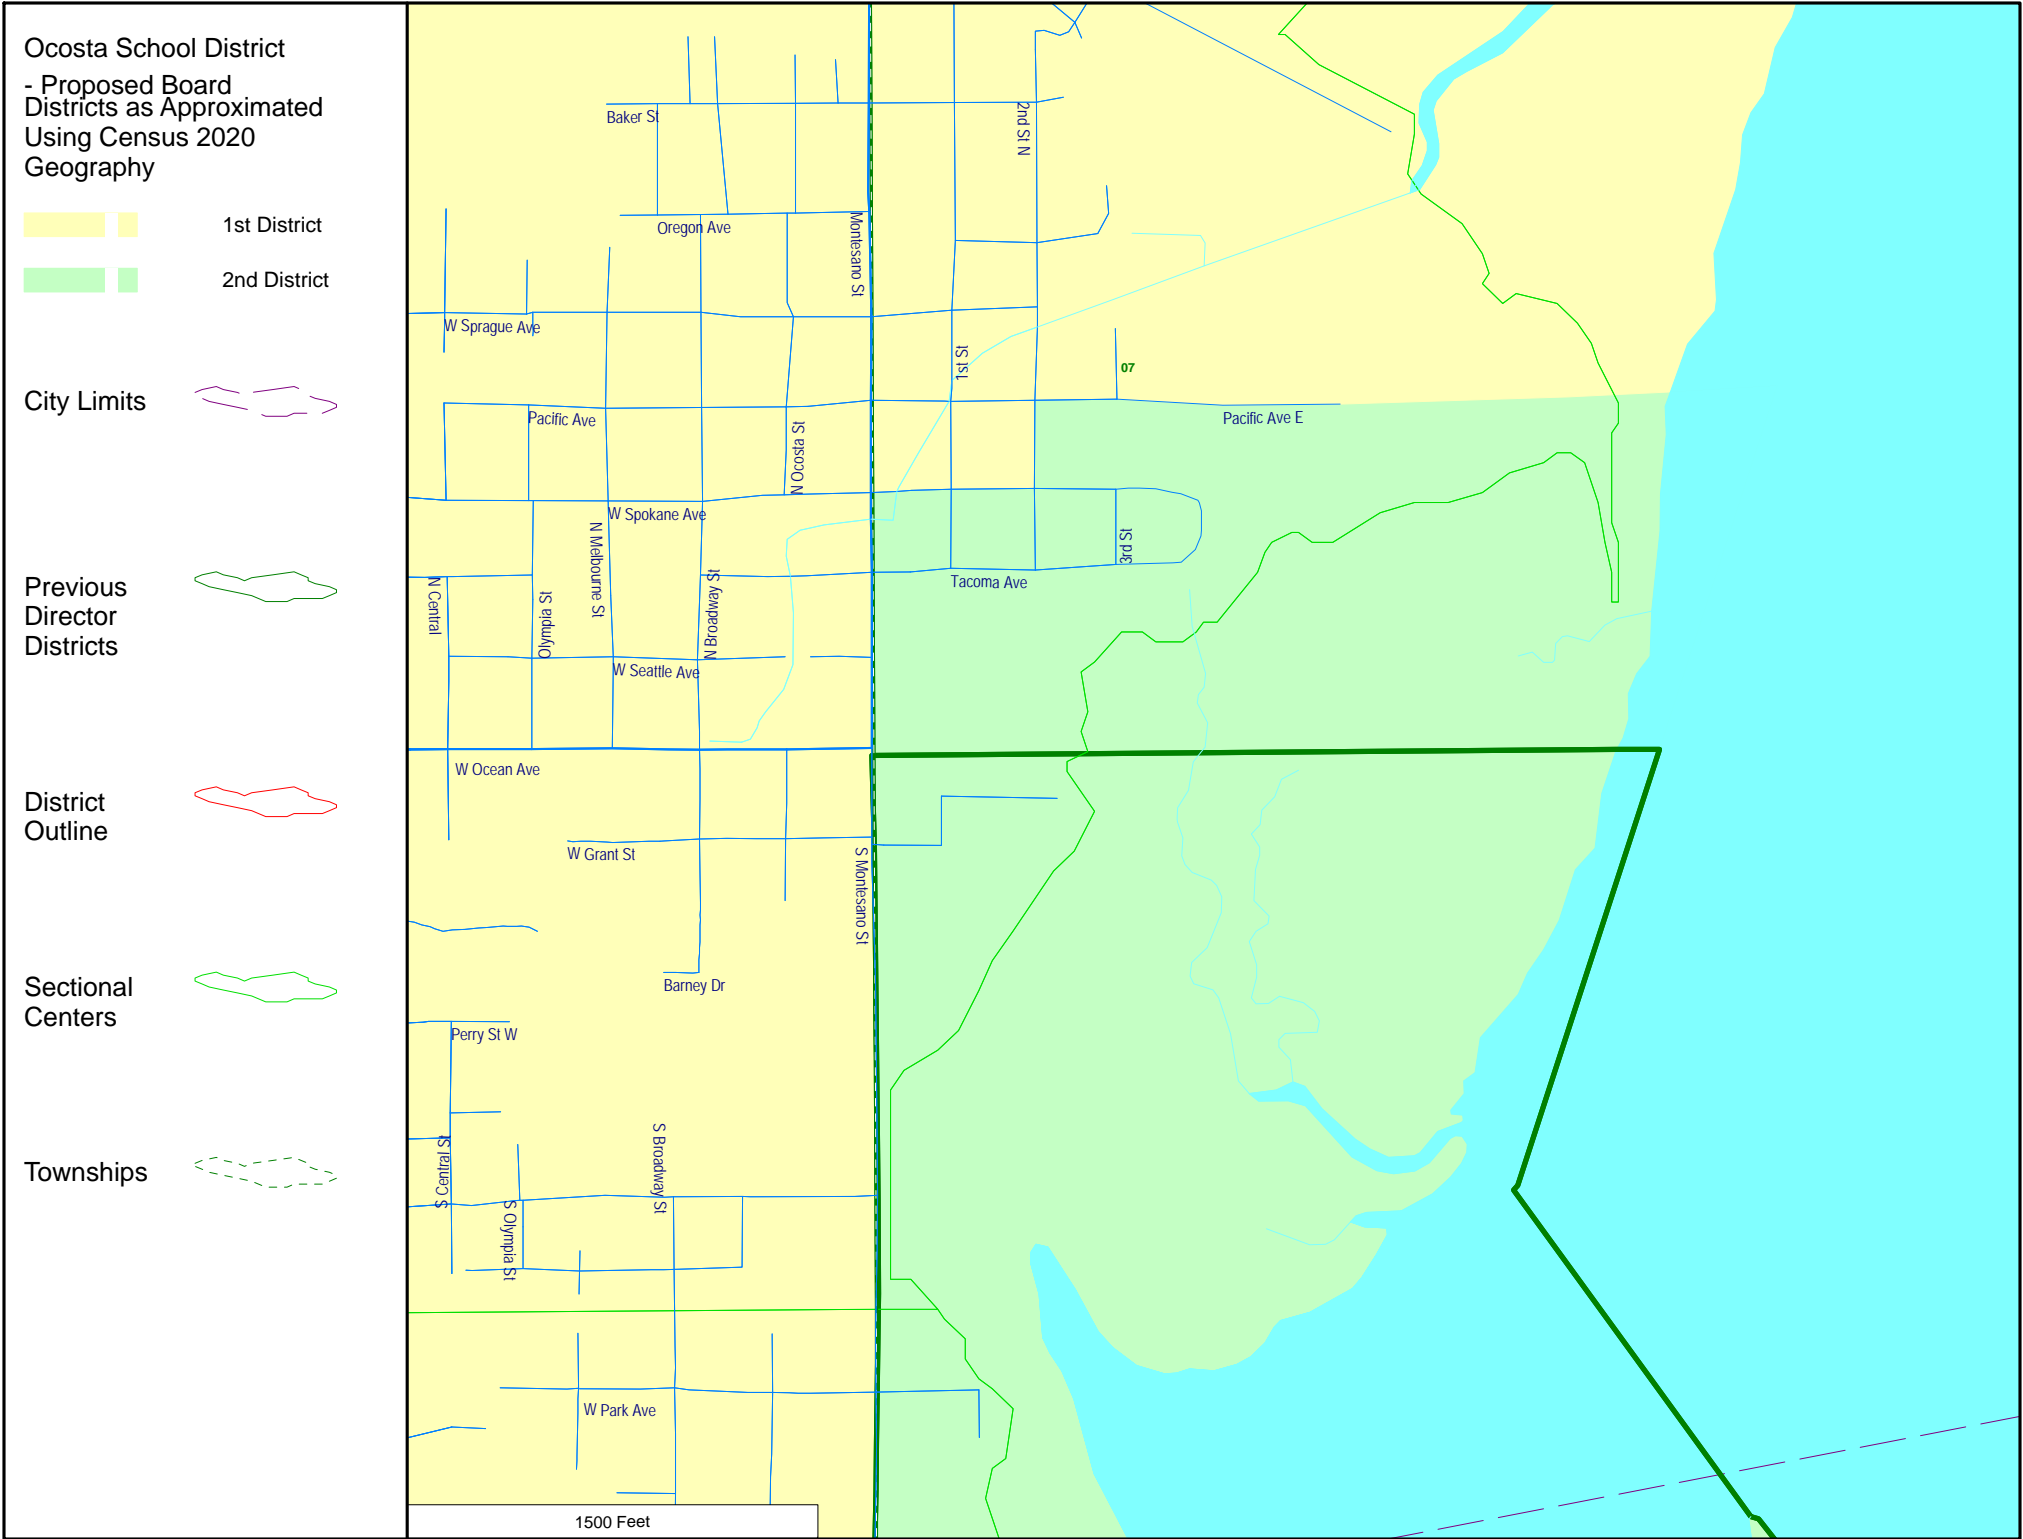 Ocosta School District
- Proposed Board
Districts as Approximated
Using Census 2020
Geography
1st District
2nd District
City Limits
Previous
Director
Districts
District
Outline
Sectional
Centers
Townships
Baker St
2nd St N
Oregon Ave
Montesano St
W Sprague Ave
1st St
07
Pacific Ave
N Ocosta St
Pacific Ave E
W Spokane Ave
N Melbourne St
3rd St
N Central
Olympia St
N Broadway St
Tacoma Ave
W Seattle Ave
W Ocean Ave
W Grant St
S Montesano St
Barney Dr
Perry St W
S Central St
S Broadway St
S Olympia St
W Park Ave
1500 Feet